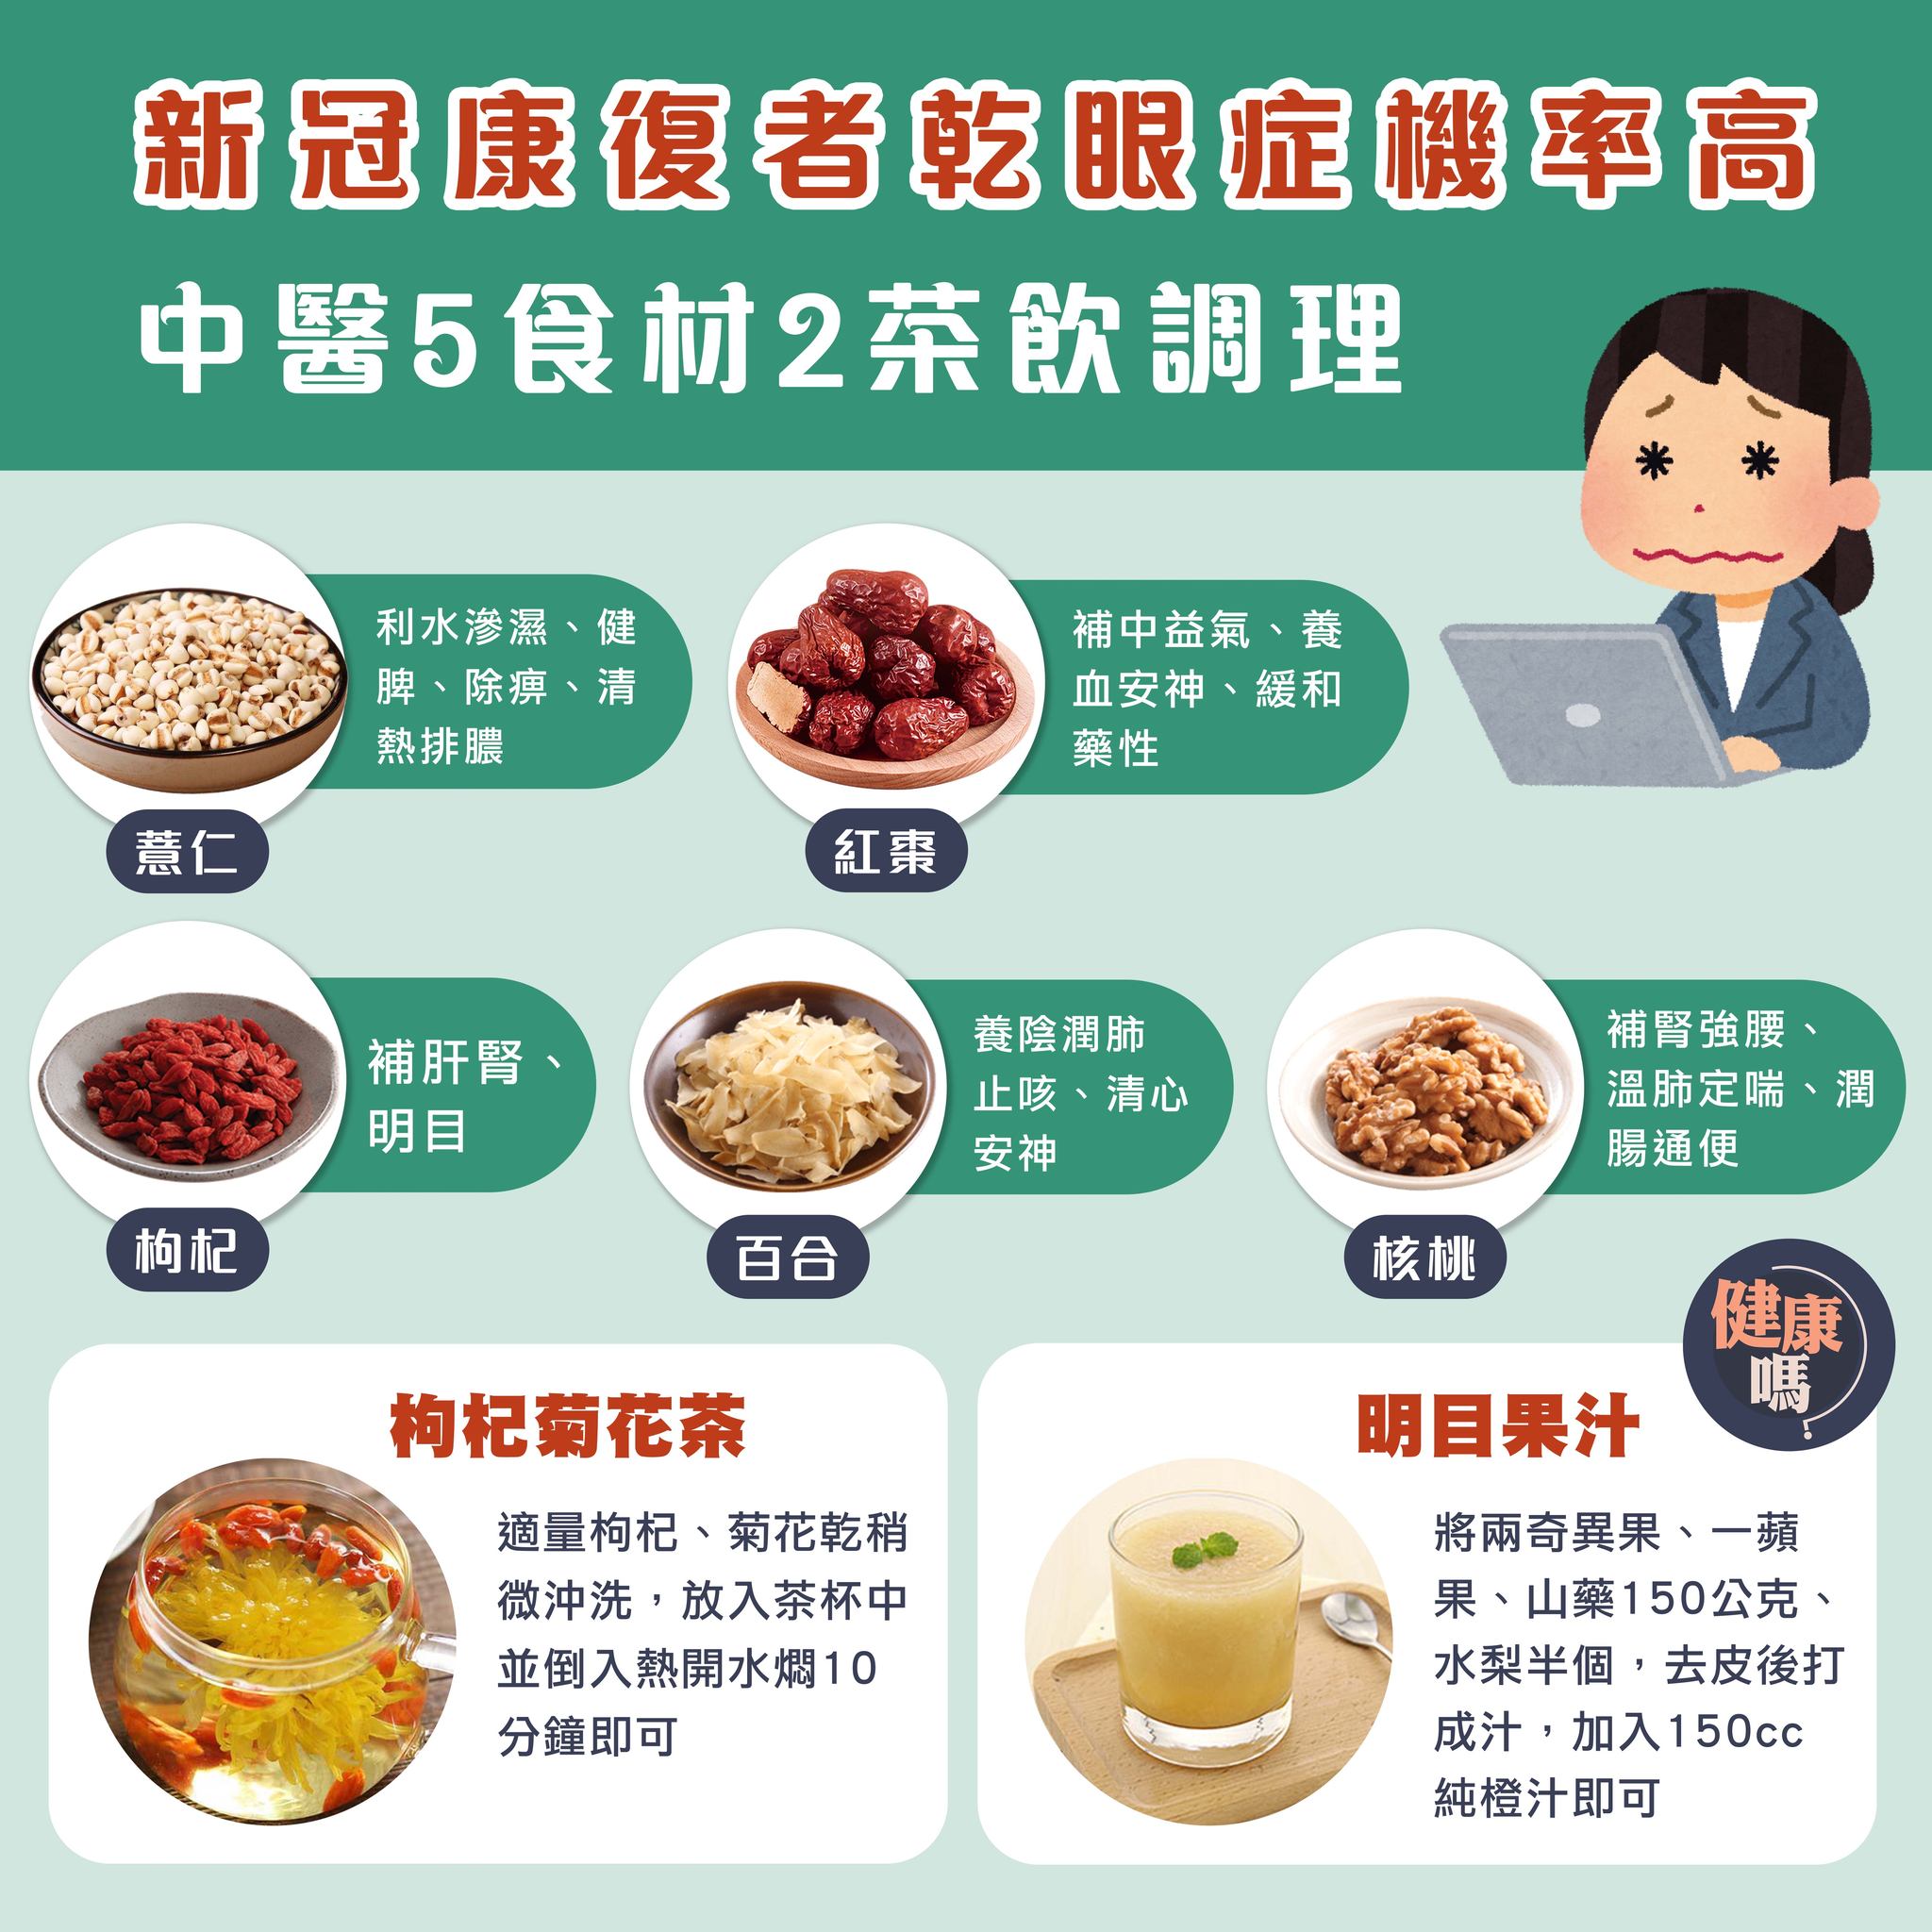 新冠康復者乾眼症機率高
中醫5食材2茶飲調理
利水滲濕、健
脾、除痹、清
熱排膿
薏仁
補中益氣、養
血安神、緩和
藥性
紅棗
補肝腎、
明目
枸杞
養陰潤肺
止咳、清心
安神
百合
補腎強腰、
溫肺定喘、潤
腸通便
核桃
健康
嗎?
枸杞菊花茶
適量枸杞、菊花乾稍
微沖洗，放入茶杯中
並倒入熱開水燜10
分鐘即可
明目果汁
將兩奇異果、一蘋
果、山藥150公克、
水梨半個，去皮後打
成汁，加入150cc
純橙汁即可